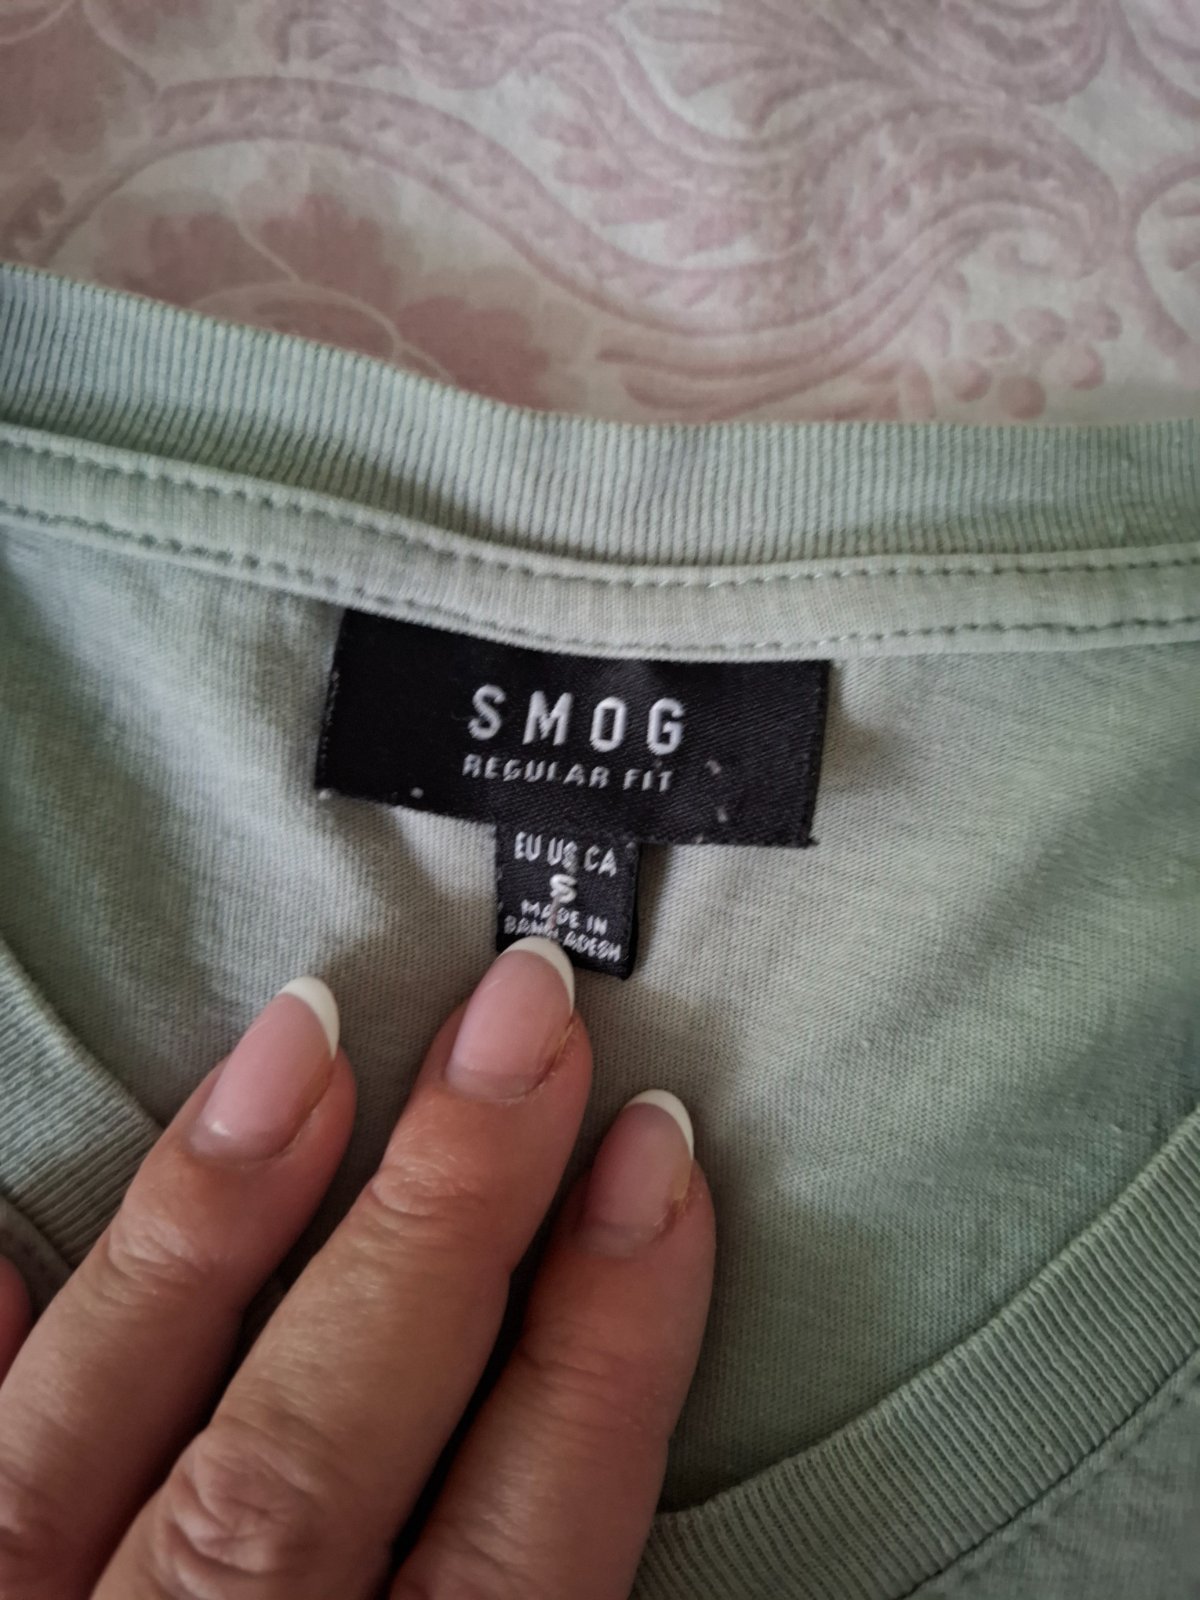 SMOG
REGULAR FIT
EU US CA
S
MADE IN
BANGLADESH